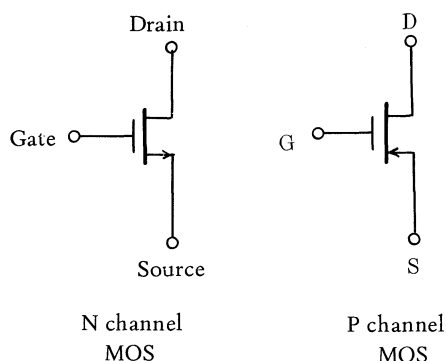 Drain
Gate
Source
N channel
MOS
D
G
S
P channel
MOS